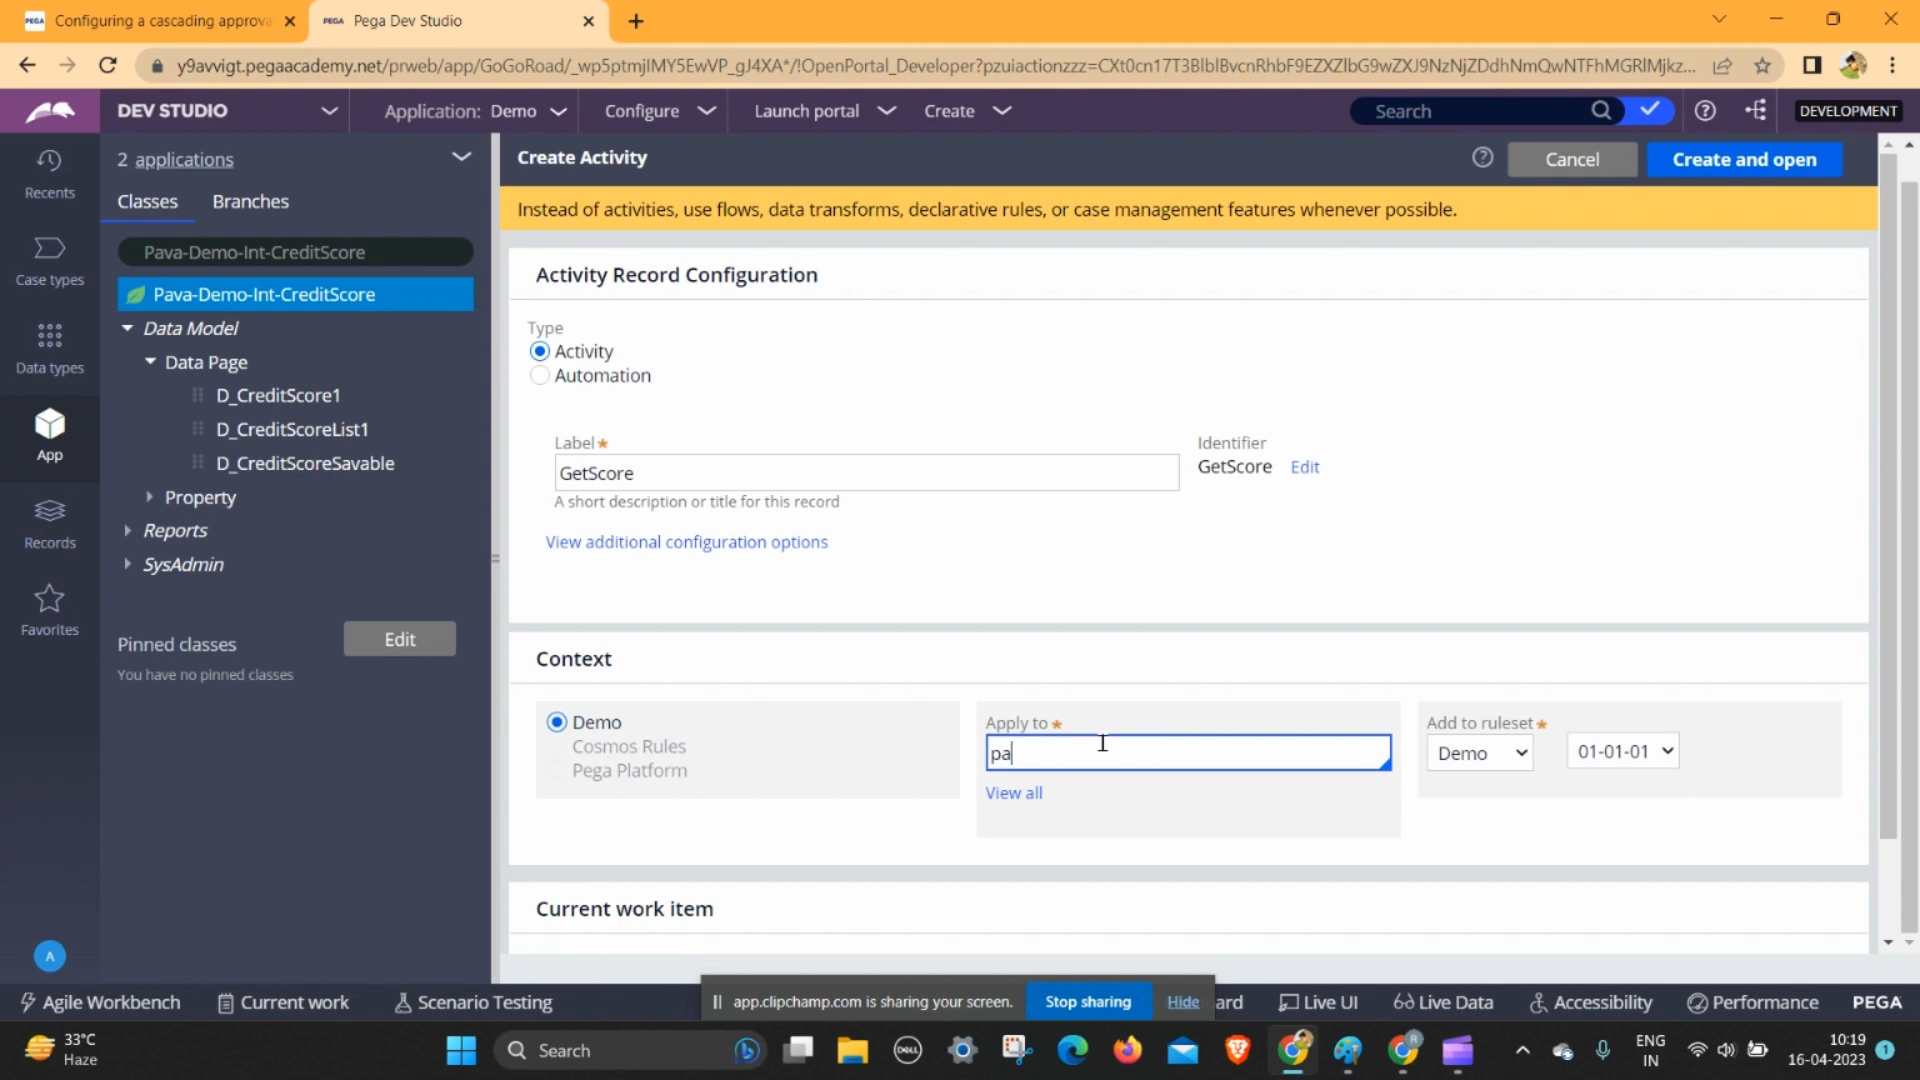 PEGA Configuring a cascading approva
PEGA Pega Dev Studio
y9avvigt.pegaacademy.net/prweb/app/GoGoRoad/_wp5ptmjIMY5EwVP_gJ4XA*/!OpenPortal_Developer?pzuiactionzzz=CXt0cn17T3BlblBvcnRhbF9EZXZlbG9wZXJ9NzNjZDdhNmQwNTFhMGRlMjkz...
DEV STUDIO
Application: Demo
Configure
Launch portal
Create
Search
DEVELOPMENT
Recents
Case types
Data types
App
Records
Favorites
A
2 applications
Classes Branches
Pava-Demo-Int-CreditScore
Pava-Demo-Int-CreditScore
Data Model
Data Page
D_CreditScore1
D_CreditScoreList1
D_CreditScoreSavable
Property
Reports
SysAdmin
Pinned classes
Edit
You have no pinned classes
Create Activity
Cancel
Create and open
Instead of activities, use flows, data transforms, declarative rules, or case management features whenever possible.
Activity Record Configuration
Type
Activity
Automation
Label★
GetScore
A short description or title for this record
Identifier
GetScore Edit
View additional configuration options
Context
Demo
Cosmos Rules
Pega Platform
Apply to ★
pa
View all
Add to ruleset★
Demo
01-01-01
Current work item
Agile Workbench
Current work
Scenario Testing
app.clipchamp.com is sharing your screen.
Stop sharing
Hide
ard
Live UI
Live Data
Accessibility
Performance
PEGA
33°C
Haze
Search
DELL
R
ENG
IN
10:19
16-04-2023
1